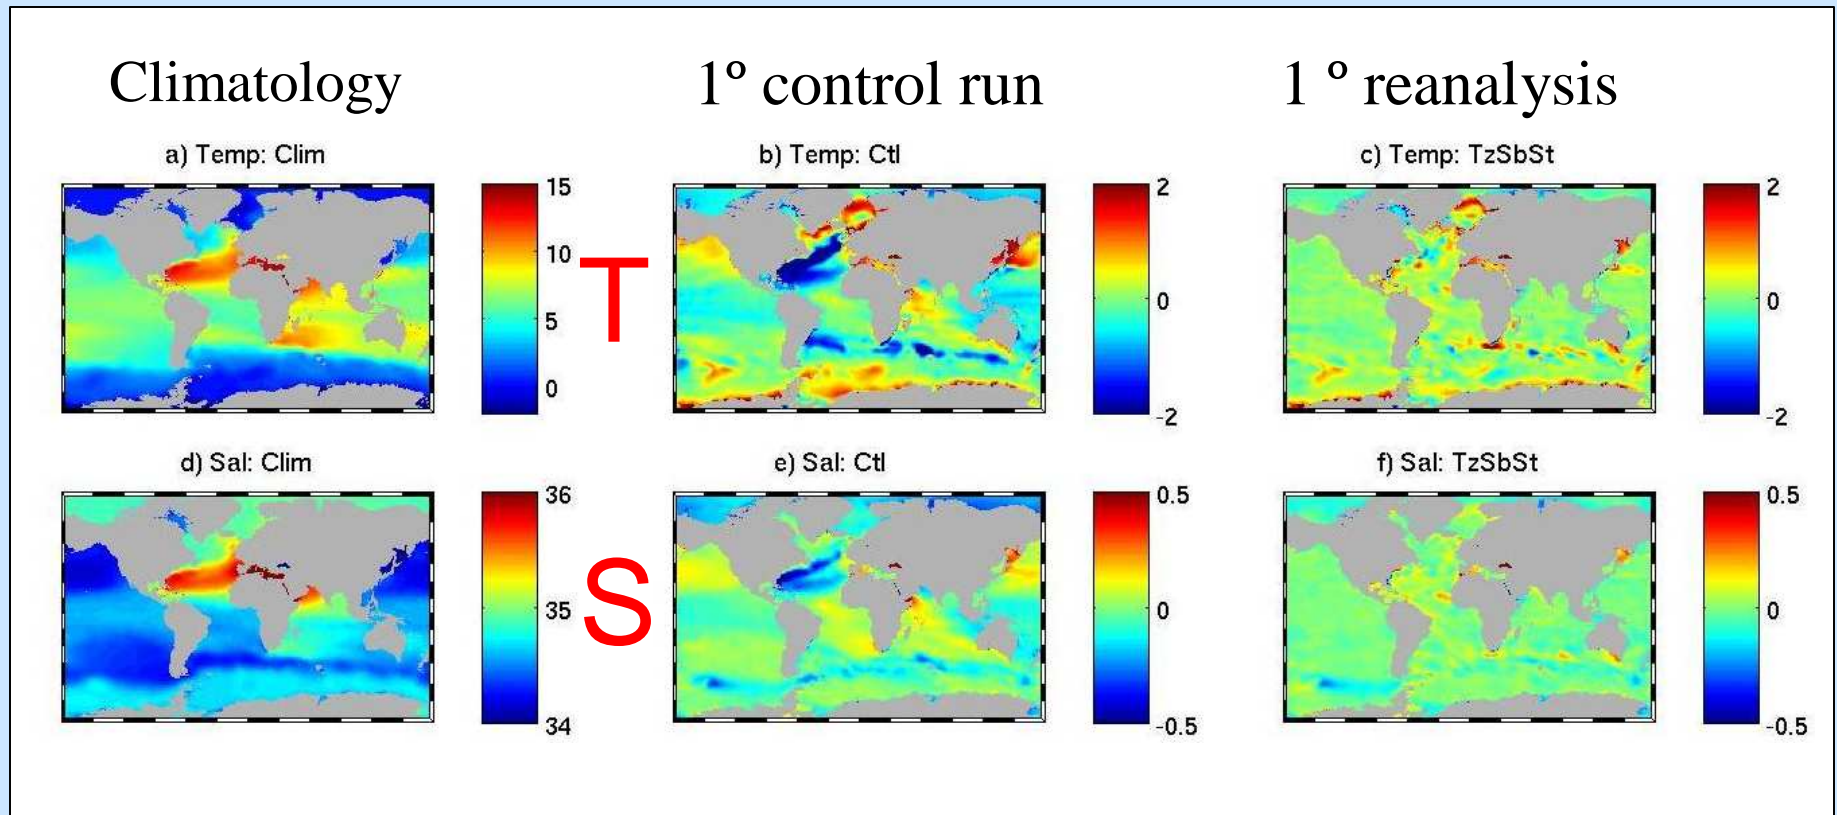 Climatology 1º control run 1 º reanalysis
a) Temp: Clim b) Temp: Ctl c) Temp: TzSbSt
15 2 2
10
T
0 0
5
0
-2 -2
d) Sal: Clim e) Sal: Ctl f) Sal: TzSbSt
36 0.5 0.5
S
35 0 0
34 -0.5 -0.5